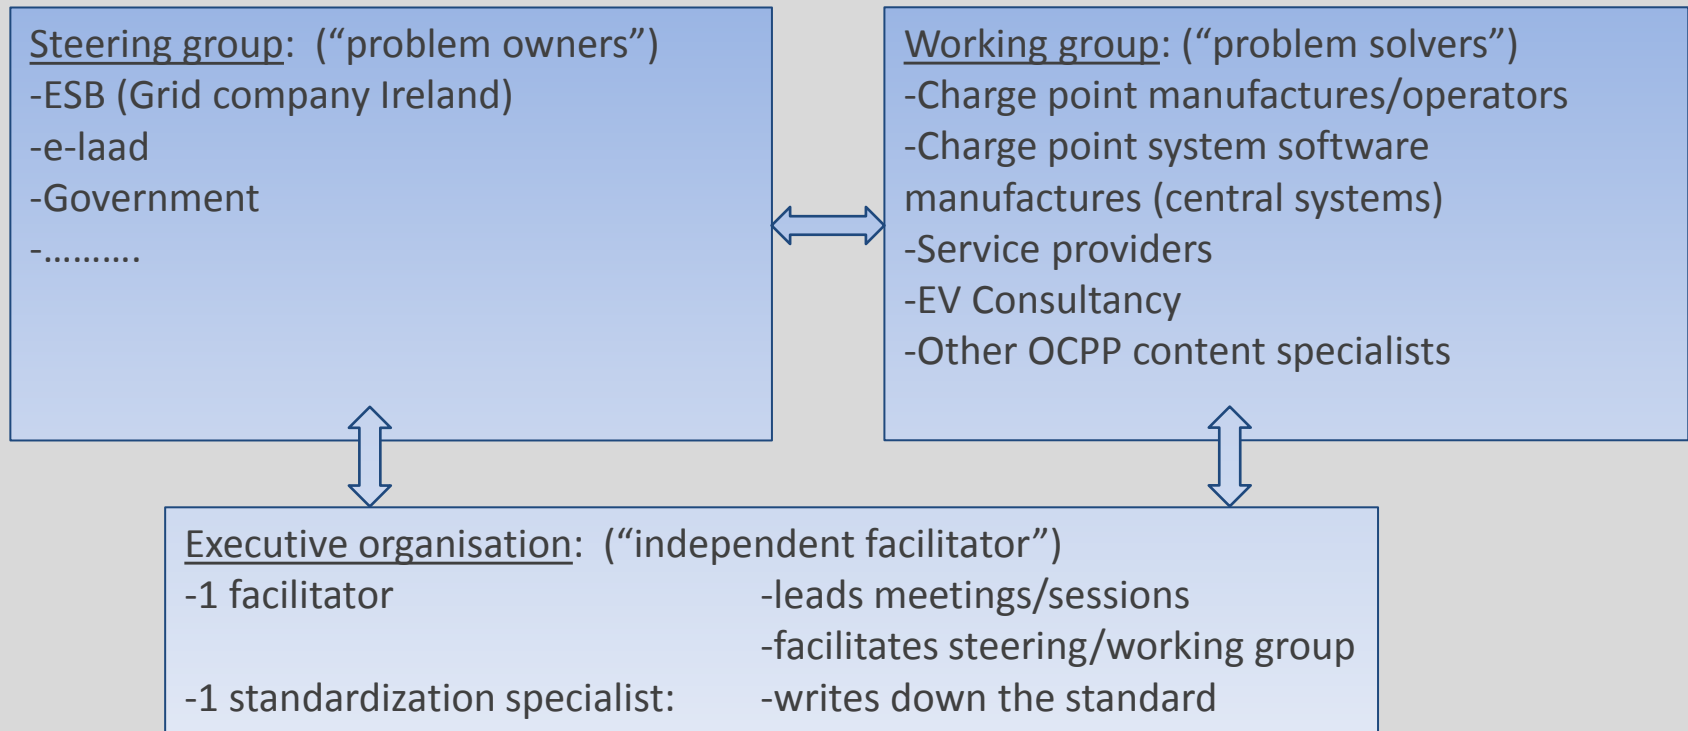 Steering group:  (“problem owners”)
-ESB (Grid company Ireland)
-e-laad
-Government
-……….
Working group: (“problem solvers”)
-Charge point manufactures/operators
-Charge point system software
manufactures (central systems)
-Service providers
-EV Consultancy
-Other OCPP content specialists
Executive organisation:  (“independent facilitator”)
-1 facilitator -leads meetings/sessions
-facilitates steering/working group
-1 standardization specialist: -writes down the standard